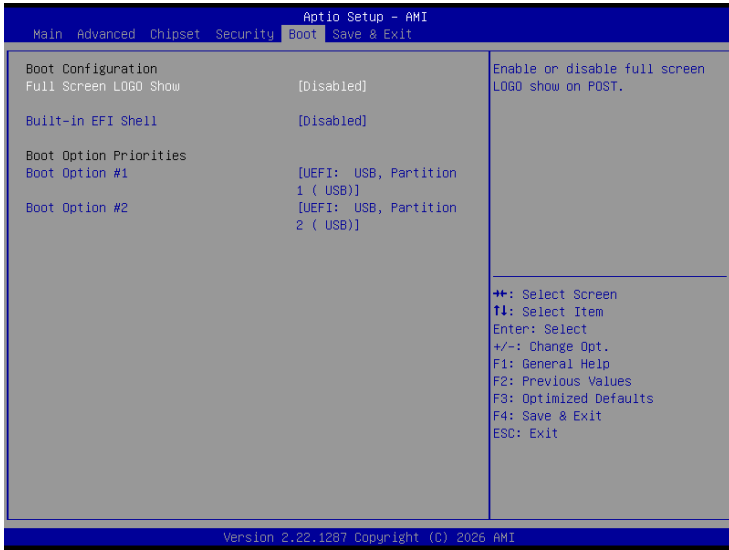 Aptio Setup – AMI
Main Advanced Chipset Security Boot Save & Exit
Boot Configuration
Full Screen LOGO Show [Disabled]
Built-in EFI Shell [Disabled]
Boot Option Priorities
Boot Option #1 [UEFI: USB, Partition
1 ( USB)]
Boot Option #2 [UEFI: USB, Partition
2 ( USB)]
Enable or disable full screen
LOGO show on POST.
→←: Select Screen
↑↓: Select Item
Enter: Select
+/-: Change Opt.
F1: General Help
F2: Previous Values
F3: Optimized Defaults
F4: Save & Exit
ESC: Exit
Version 2.22.1287 Copyright (C) 2026 AMI